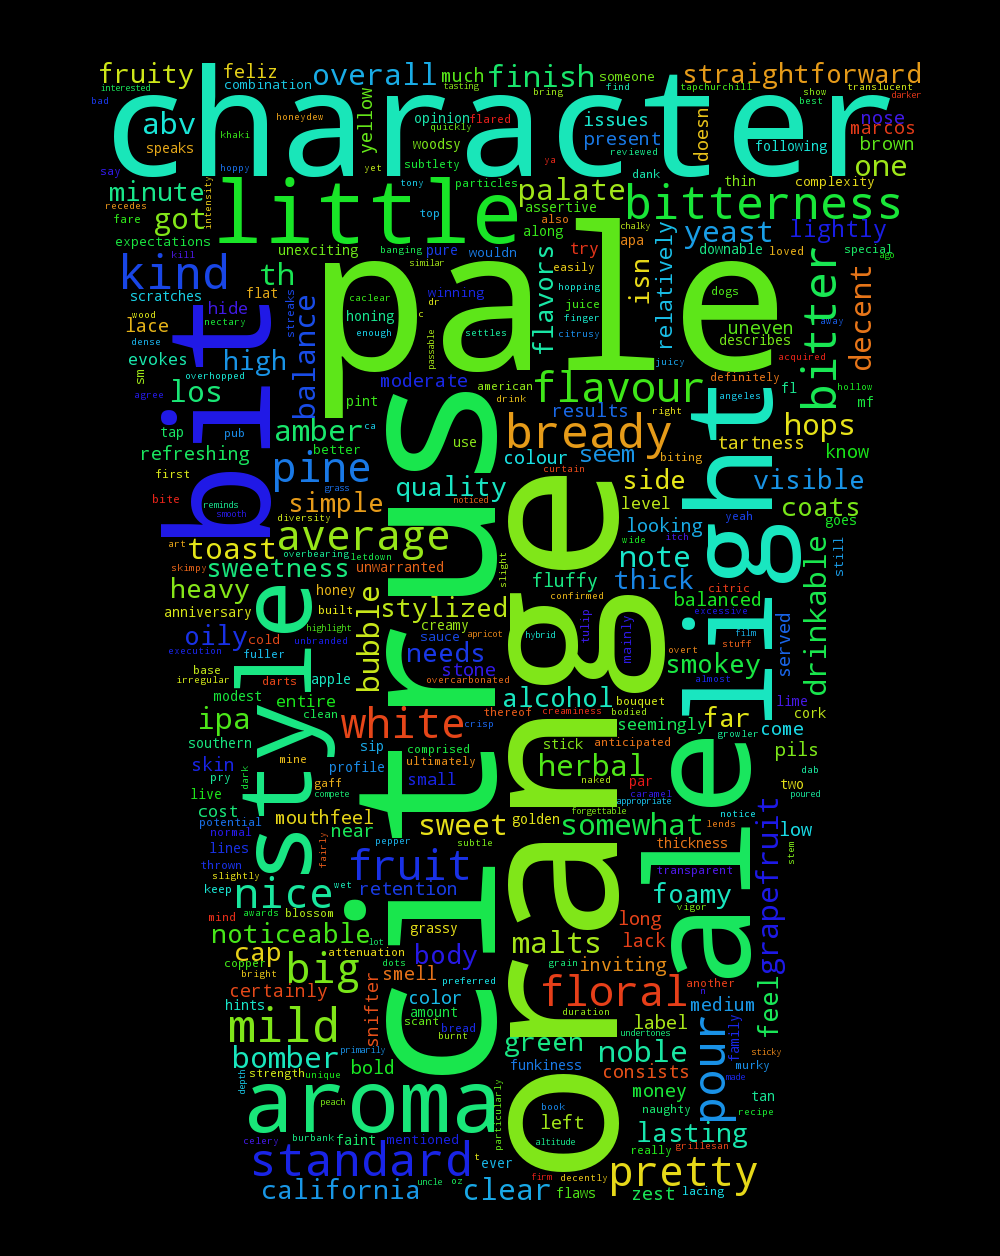 fruity
feliz
overall
much
finish
someone
straightforward
interested
combination
tasting
bring
find
tapchurchill
translucent
bad
character
show
best
darker
abv
khaki
honeydew
yellow
opinion
flared
quickly
issues
present
doesn
nose
marcos
speaks
hoppy
woodsy
reviewed
following
brown
say
yet
subtlety
ya
dank
one
minute
intensity
little
tony
particles
palate
thin
complexity
recedes
got
top
assertive
bitterness
fare
along
also
chalky
yeast
lightly
expectations
unexciting
banging
pure
wouldn
flavors
try
apa
relatively
downable
loved
special
kill
similar
ago
kind
th
pale
easily
isn
bitter
decent
scratches
flat
streaks
caclear
winning
hopping
dogs
hide
wood
lace
nectary
honing
dr
c
juice
finger
uneven
away
dense
enough
passable
settles
citrusy
describes
evokes
high
balance
juicy
acquired
sm
overhopped
moderate
american
definitely
fl
hollow
agree
los
bit
pint
drink
flavour
light
angeles
mf
tap
pub
amber
ca
use
results
right
hops
refreshing
better
bready
tartness
know
first
pine
grass
colour
seem
biting
curtain
bite
reminds
smooth
simple
quality
noticed
side
visible
diversity
level
coats
art
average
looking
yeah
goes
toast
overbearing
letdown
wide
itch
still
skimpy
sweetness
unwarranted
slight
note
drinkable
heavy
style
honey
bubble
fluffy
thick
citric
anniversary
built
stylized
confirmed
balanced
highlight
creamy
apricot
tulip
mainly
excessive
oily
cold
unbranded
sauce
hybrid
film
execution
fuller
needs
overt
stuff
served
base
stone
smokey
irregular
darts
apple
overcarbonated
almost
modest
entire
alcohol
bouquet
lime
ipa
clean
white
thereof
creaminess
bodied
far
cork
crisp
seemingly
come
southern
sip
comprised
stick
anticipated
growler
pils
skin
mine
profile
ultimately
herbal
naked
dab
pry
dark
gaff
small
par
two
live
compete
caramel
poured
cost
forgettable
appropriate
potential
mouthfeel
near
sweet
golden
somewhat
lends
notice
low
normal
citrus
orange
ale
grapefruit
lines
fairly
pepper
subtle
thickness
stem
thrown
fruit
transparent
slightly
keep
nice
wet
retention
foamy
mind
awards
blossom
vigor
noticeable
lot
grassy
long
cap
attenuation
malts
lack
copper
big
dots
body
grain
inviting
bright
smell
certainly
preferred
floral
another
hints
snifter
color
n
medium
feel
amount
duration
mild
scant
bread
label
burnt
green
undertones
pour
family
bomber
primarily
noble
sticky
strength
unique
bold
funkiness
consists
murky
depth
made
aroma
peach
particularly
money
tan
book
naughty
recipe
left
celery
burbank
faint
mentioned
altitude
lasting
standard
t
ever
really
grillesan
california
uncle
oz
clear
firm
decently
pretty
flaws
zest
lacing